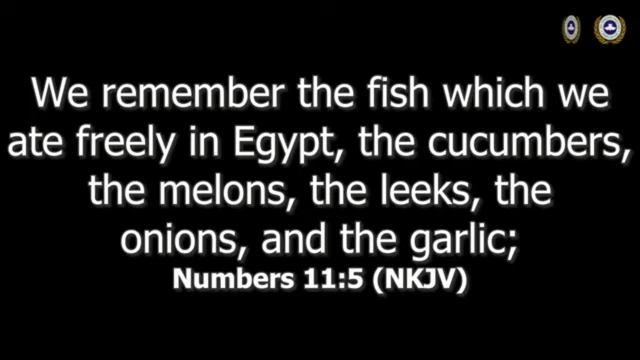 We remember the fish which we
ate freely in Egypt, the cucumbers,
the melons, the leeks, the
onions, and the garlic;
Numbers 11:5 (NKJV)